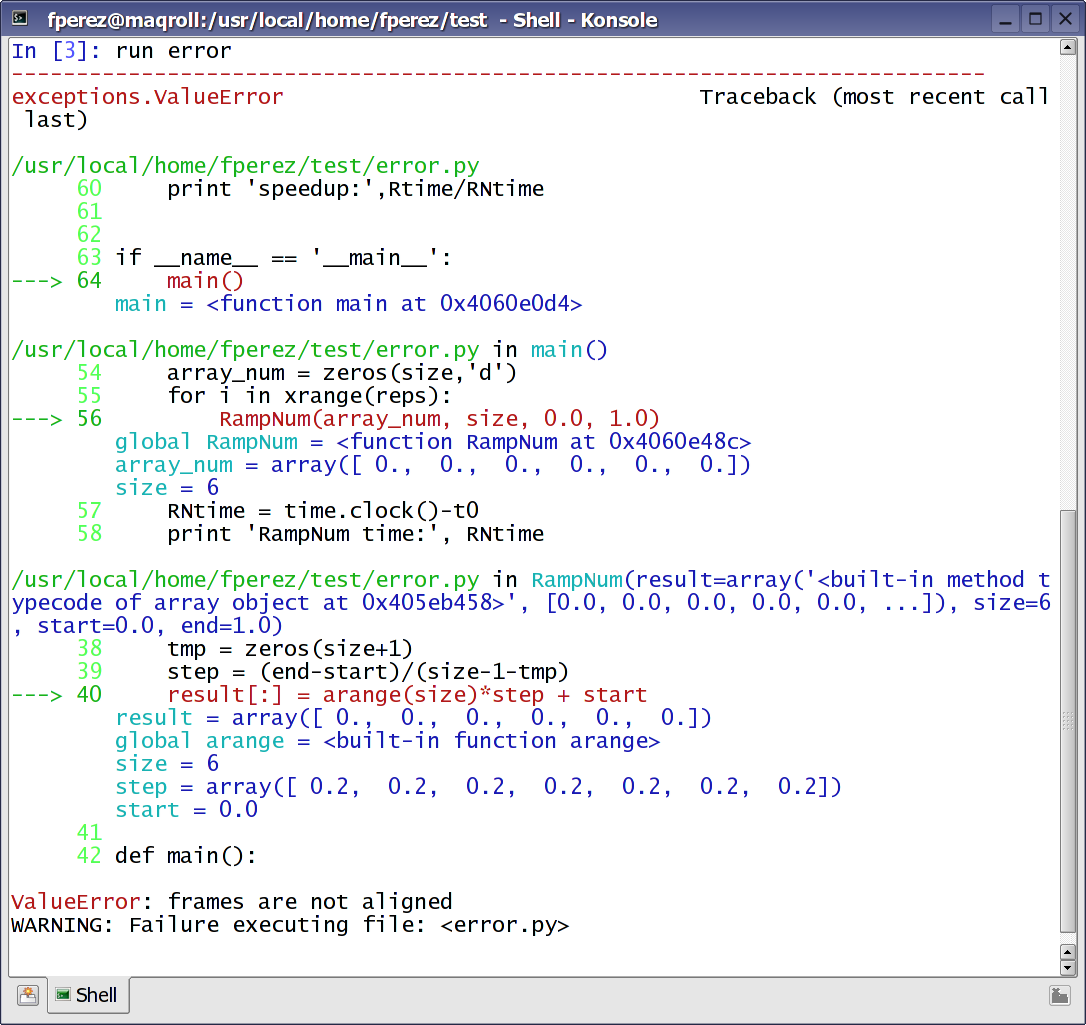 fperez@maqroll:/usr/local/home/fperez/test - Shell - Konsole
In [3]: run error
---------------------------------------------------------------------------
exceptions.ValueError                                Traceback (most recent call
 last)
/usr/local/home/fperez/test/error.py
     60     print 'speedup:',Rtime/RNtime
     61
     62
     63 if __name__ == '__main__':
---> 64     main()
        main = <function main at 0x4060e0d4>
/usr/local/home/fperez/test/error.py in main()
     54     array_num = zeros(size,'d')
     55     for i in xrange(reps):
---> 56         RampNum(array_num, size, 0.0, 1.0)
        global RampNum = <function RampNum at 0x4060e48c>
        array_num = array([ 0.,  0.,  0.,  0.,  0.,  0.])
        size = 6
     57     RNtime = time.clock()-t0
     58     print 'RampNum time:', RNtime
/usr/local/home/fperez/test/error.py in RampNum(result=array('<built-in method t
ypecode of array object at 0x405eb458>', [0.0, 0.0, 0.0, 0.0, 0.0, ...]), size=6
, start=0.0, end=1.0)
     38     tmp = zeros(size+1)
     39     step = (end-start)/(size-1-tmp)
---> 40     result[:] = arange(size)*step + start
        result = array([ 0.,  0.,  0.,  0.,  0.,  0.])
        global arange = <built-in function arange>
        size = 6
        step = array([ 0.2,  0.2,  0.2,  0.2,  0.2,  0.2,  0.2])
        start = 0.0
     41
     42 def main():
ValueError: frames are not aligned
WARNING: Failure executing file: <error.py>
Shell